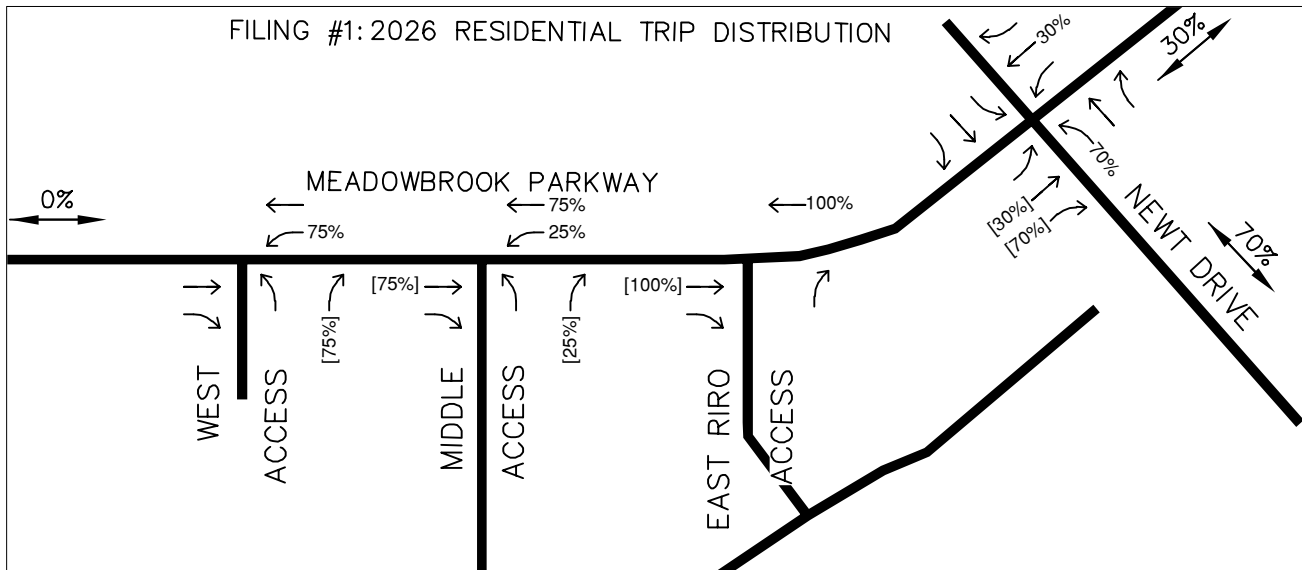 FILING #1: 2026 RESIDENTIAL TRIP DISTRIBUTION
30%
30%
70%
MEADOWBROOK PARKWAY
0%
75%
100%
75%
25%
[30%]
[70%]
NEWT DRIVE
70%
[75%]
[100%]
[75%]
[25%]
WEST
ACCESS
MIDDLE
ACCESS
EAST RIRO
ACCESS